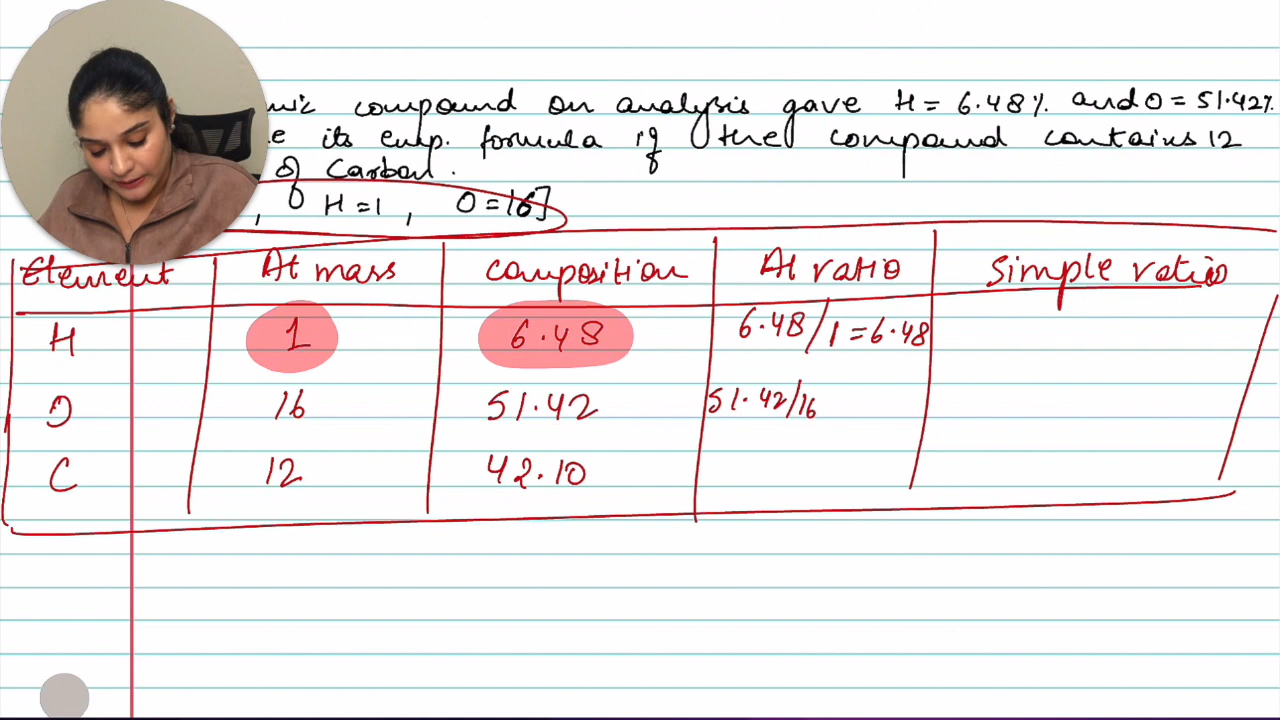 mic compound on analysis gave H = 6.48%. and O = 51.42%.
e its emp. formula if the compound contains 12
of Carbon.
, H = 1, O = 16]
Element At mass composition At ratio simple ratio
H 1 6.48 6.48/1 = 6.48
O 16 51.42 51.42/16
C 12 42.10